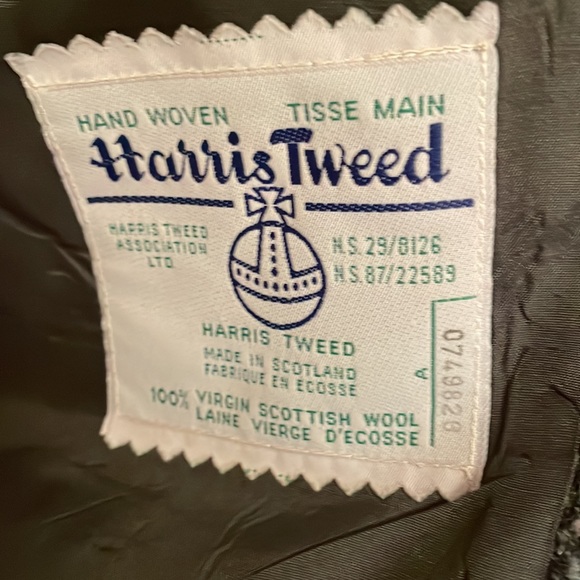 HAND WOVEN TISSE MAIN
Harris Tweed
HARRIS TWEED
ASSOCIATION
LTD.
N.S. 29/8126
N.S. 87/22589
HARRIS TWEED
MADE IN SCOTLAND
FABRIQUE EN ECOSSE
100% VIRGIN SCOTTISH WOOL
LAINE VIERGE D'ECOSSE
A 0749828